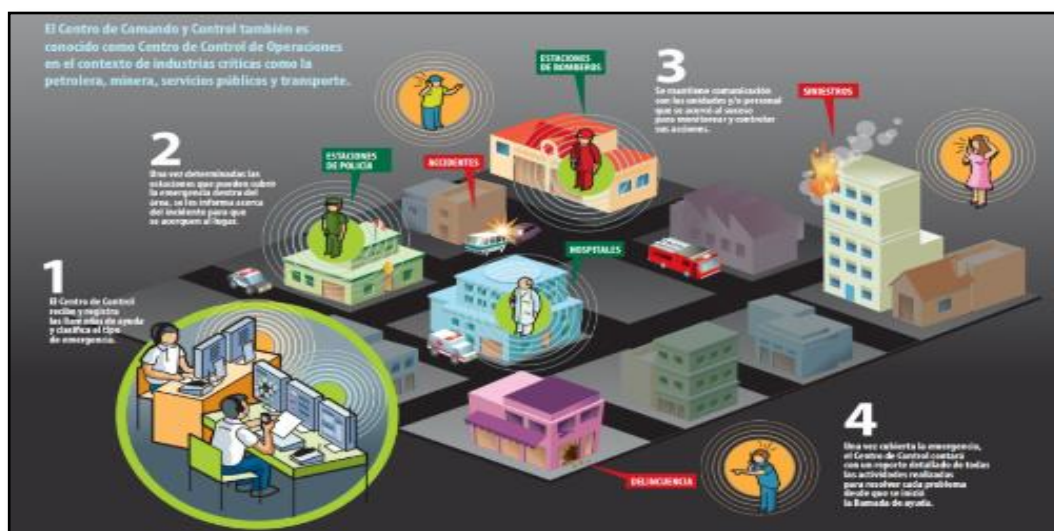 El Centro de Comando y Control también es
conocido como Centro de Control de Operaciones
en el contexto de industrias críticas como la
petrolera, minera, servicios públicos y transporte.
ESTACIONES
DE BOMBEROS
3
Se mantiene comunicación
con las unidades y/o personal
que se acercó al suceso
para monitorear y controlar
sus acciones.
SINIESTROS
2
Una vez determinadas las
estaciones que pueden cubrir
la emergencia dentro del
área, se les informa acerca
del incidente para que
se acerquen al lugar.
ESTACIONES
DE POLICÍA
ACCIDENTES
HOSPITALES
1
El Centro de Control
recibe y registra
las llamadas de ayuda
y clasifica el tipo
de emergencia.
4
Una vez cubierta la emergencia,
el Centro de Control contará
con un reporte detallado de todas
las actividades realizadas
para resolver cada problema
desde que se inició
la llamada de ayuda.
DELINCUENCIA